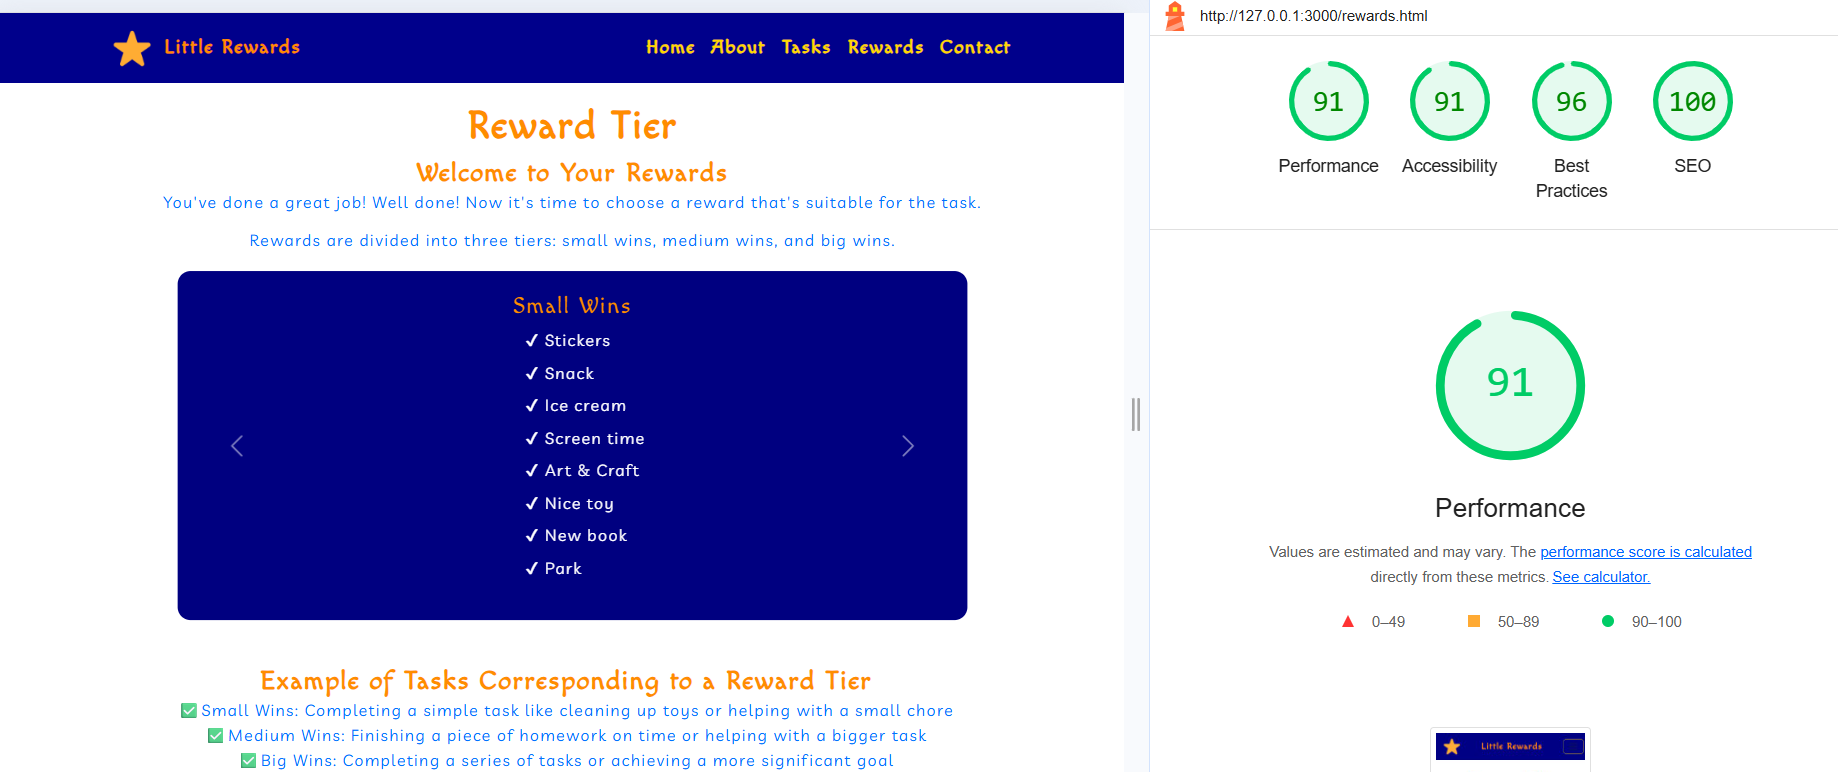 Little Rewards
Home About Tasks Rewards Contact
Reward Tier
Welcome to Your Rewards
You've done a great job! Well done! Now it's time to choose a reward that's suitable for the task.
Rewards are divided into three tiers: small wins, medium wins, and big wins.
Small Wins
✓ Stickers
✓ Snack
✓ Ice cream
✓ Screen time
✓ Art & Craft
✓ Nice toy
✓ New book
✓ Park
Example of Tasks Corresponding to a Reward Tier
✅ Small Wins: Completing a simple task like cleaning up toys or helping with a small chore
✅ Medium Wins: Finishing a piece of homework on time or helping with a bigger task
✅ Big Wins: Completing a series of tasks or achieving a more significant goal
http://127.0.0.1:3000/rewards.html
91 91 96 100
Performance Accessibility Best Practices SEO
91
Performance
Values are estimated and may vary. The performance score is calculated
directly from these metrics. See calculator.
0–49 50–89 90–100
Little Rewards